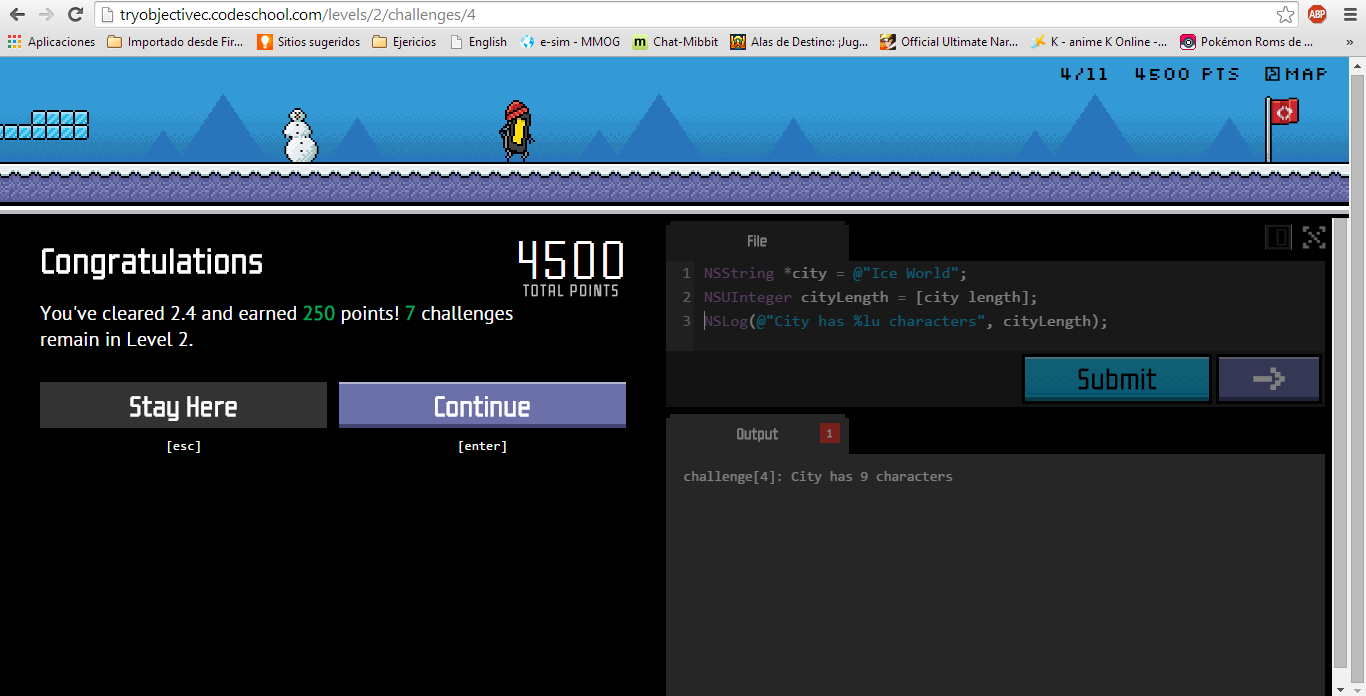 tryobjectivec.codeschool.com/levels/2/challenges/4
ABP
Aplicaciones Importado desde Fir... Sitios sugeridos Ejericios English e-sim - MMOG m Chat-Mibbit Alas de Destino: ¡Jug... Official Ultimate Nar... K - anime K Online -... Pokémon Roms de ... »
4/11 4500 PTS MAP
Congratulations
4500
TOTAL POINTS
You've cleared 2.4 and earned 250 points! 7 challenges
remain in Level 2.
Stay Here Continue
[esc] [enter]
File
1 NSString *city = @"Ice World";
2 NSUInteger cityLength = [city length];
3 NSLog(@"City has %lu characters", cityLength);
Submit
Output 1
challenge[4]: City has 9 characters